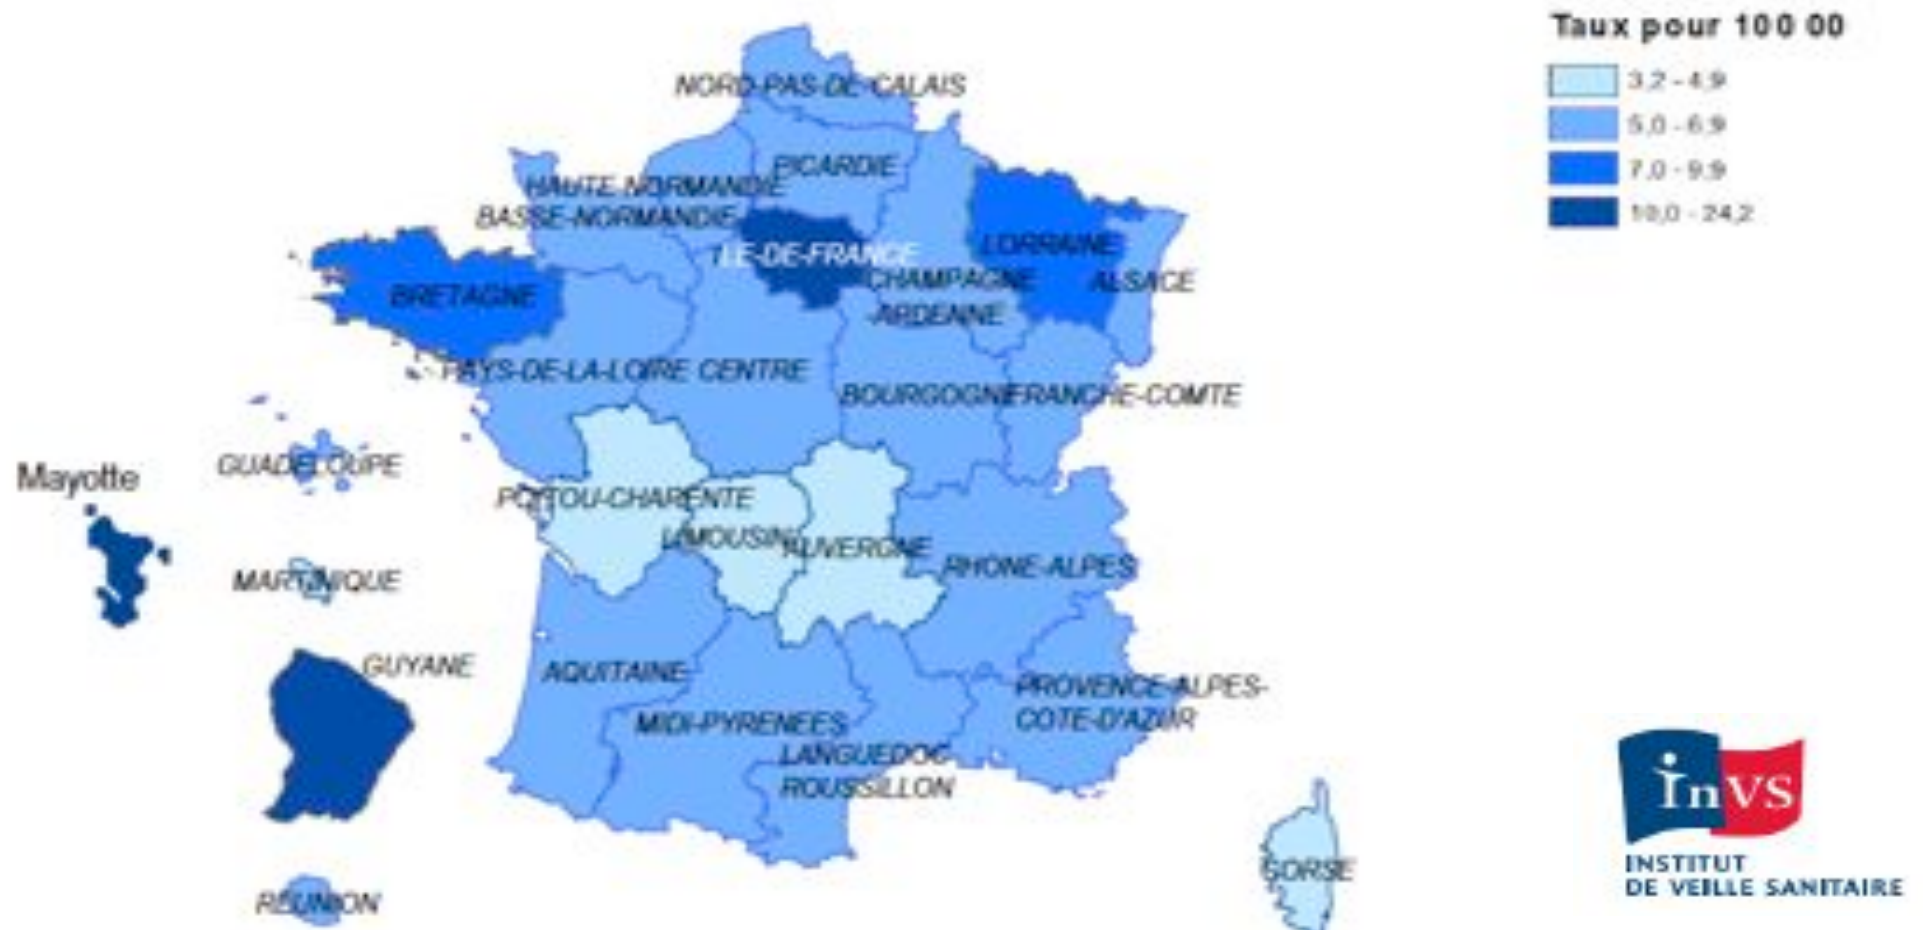 Taux pour 100 00
3,2 - 4,9
5,0 - 6,9
7,0 - 9,9
10,0 - 24,2
NORD-PAS-DE-CALAIS
PICARDIE
HAUTE-NORMANDIE
BASSE-NORMANDIE
LORRAINE
ILE-DE-FRANCE
CHAMPAGNE
-ARDENNE
ALSACE
BRETAGNE
PAYS-DE-LA-LOIRE
CENTRE
BOURGOGNE
FRANCHE-COMTE
GUADELOUPE
Mayotte
POITOU-CHARENTE
LIMOUSIN
AUVERGNE
RHONE-ALPES
MARTINIQUE
GUYANE
AQUITAINE
MIDI-PYRENEES
PROVENCE-ALPES-
COTE-D'AZUR
LANGUEDOC
ROUSSILLON
CORSE
REUNION
InVS
INSTITUT
DE VEILLE SANITAIRE